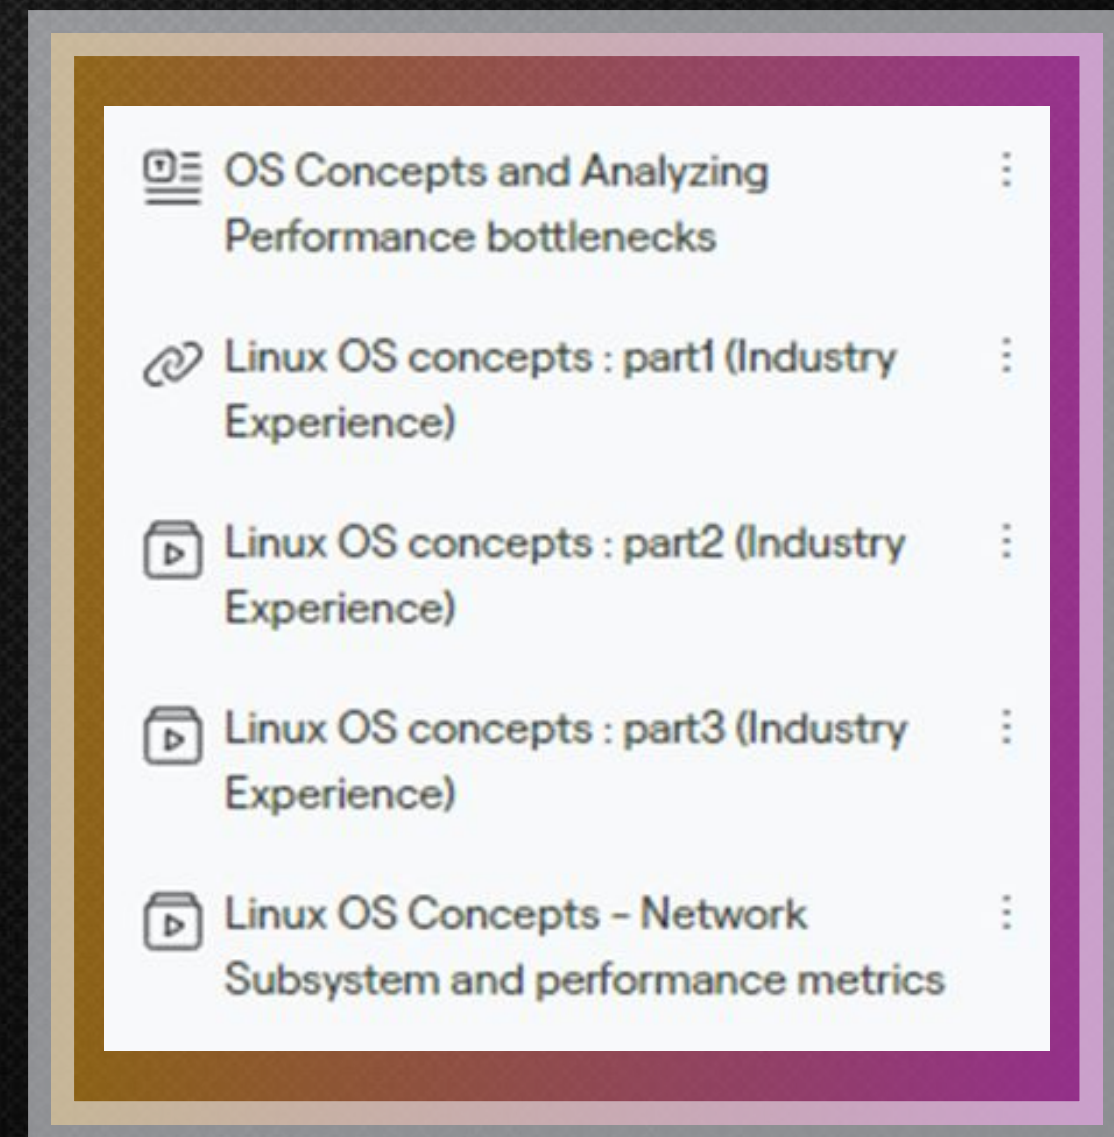 OS Concepts and Analyzing
Performance bottlenecks
Linux OS concepts : part1 (Industry
Experience)
Linux OS concepts : part2 (Industry
Experience)
Linux OS concepts : part3 (Industry
Experience)
Linux OS Concepts – Network
Subsystem and performance metrics